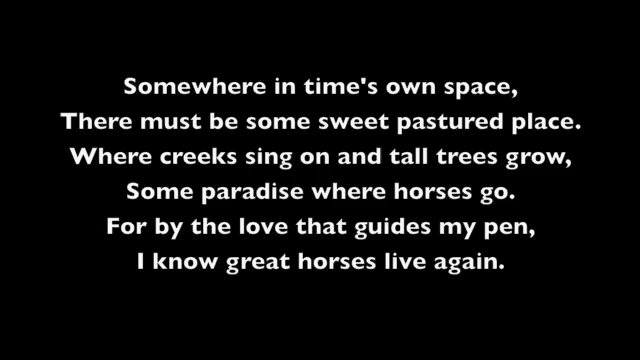 Somewhere in time's own space,
There must be some sweet pastured place.
Where creeks sing on and tall trees grow,
Some paradise where horses go.
For by the love that guides my pen,
I know great horses live again.